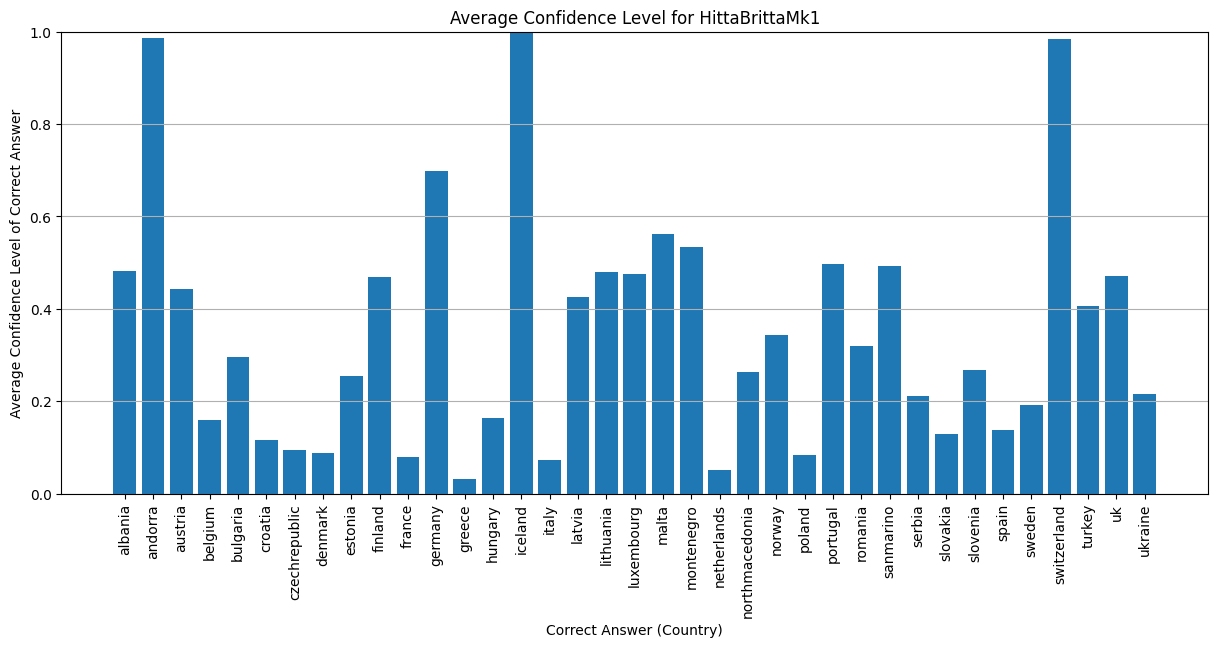 Average Confidence Level for HittaBrittaMk1
Average Confidence Level of Correct Answer
1.0
0.8
0.6
0.4
0.2
0.0
albania
andorra
austria
belgium
bulgaria
croatia
czechrepublic
denmark
estonia
finland
france
germany
greece
hungary
iceland
italy
latvia
lithuania
luxembourg
malta
montenegro
netherlands
northmacedonia
norway
poland
portugal
romania
sanmarino
serbia
slovakia
slovenia
spain
sweden
switzerland
turkey
uk
ukraine
Correct Answer (Country)